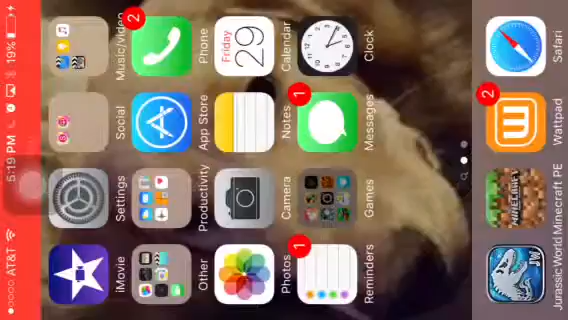 AT&T 5:19 PM 19%
iMovie Settings Social Music/video
2
Other Productivity App Store Phone
Friday
29
Photos Camera Notes Calendar
1 1
Reminders Games Messages Clock
2
JW MINECRAFT
Jurassic World Minecraft PE Wattpad Safari